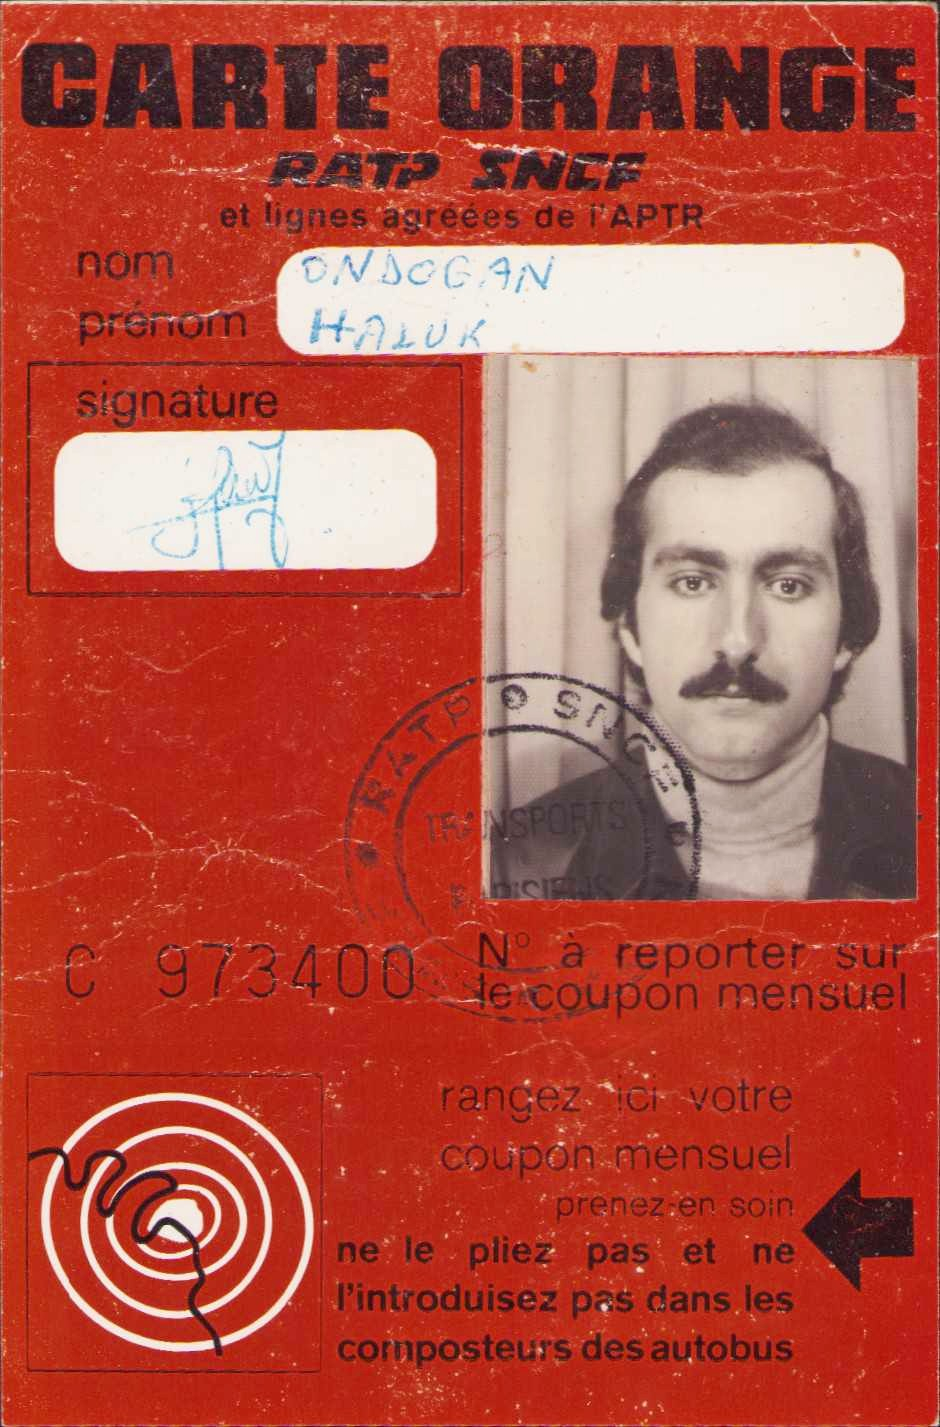 CARTE ORANGE
RATP SNCF
et lignes agréées de l'APTR
nom ONDOGAN
prénom HALUK
signature
RATP SNCF
TRANSPORTS
PARISIENS
C 973400
N° à reporter sur
le coupon mensuel
rangez ici votre
coupon mensuel
prenez-en soin
ne le pliez pas et ne
l'introduisez pas dans les
composteurs des autobus